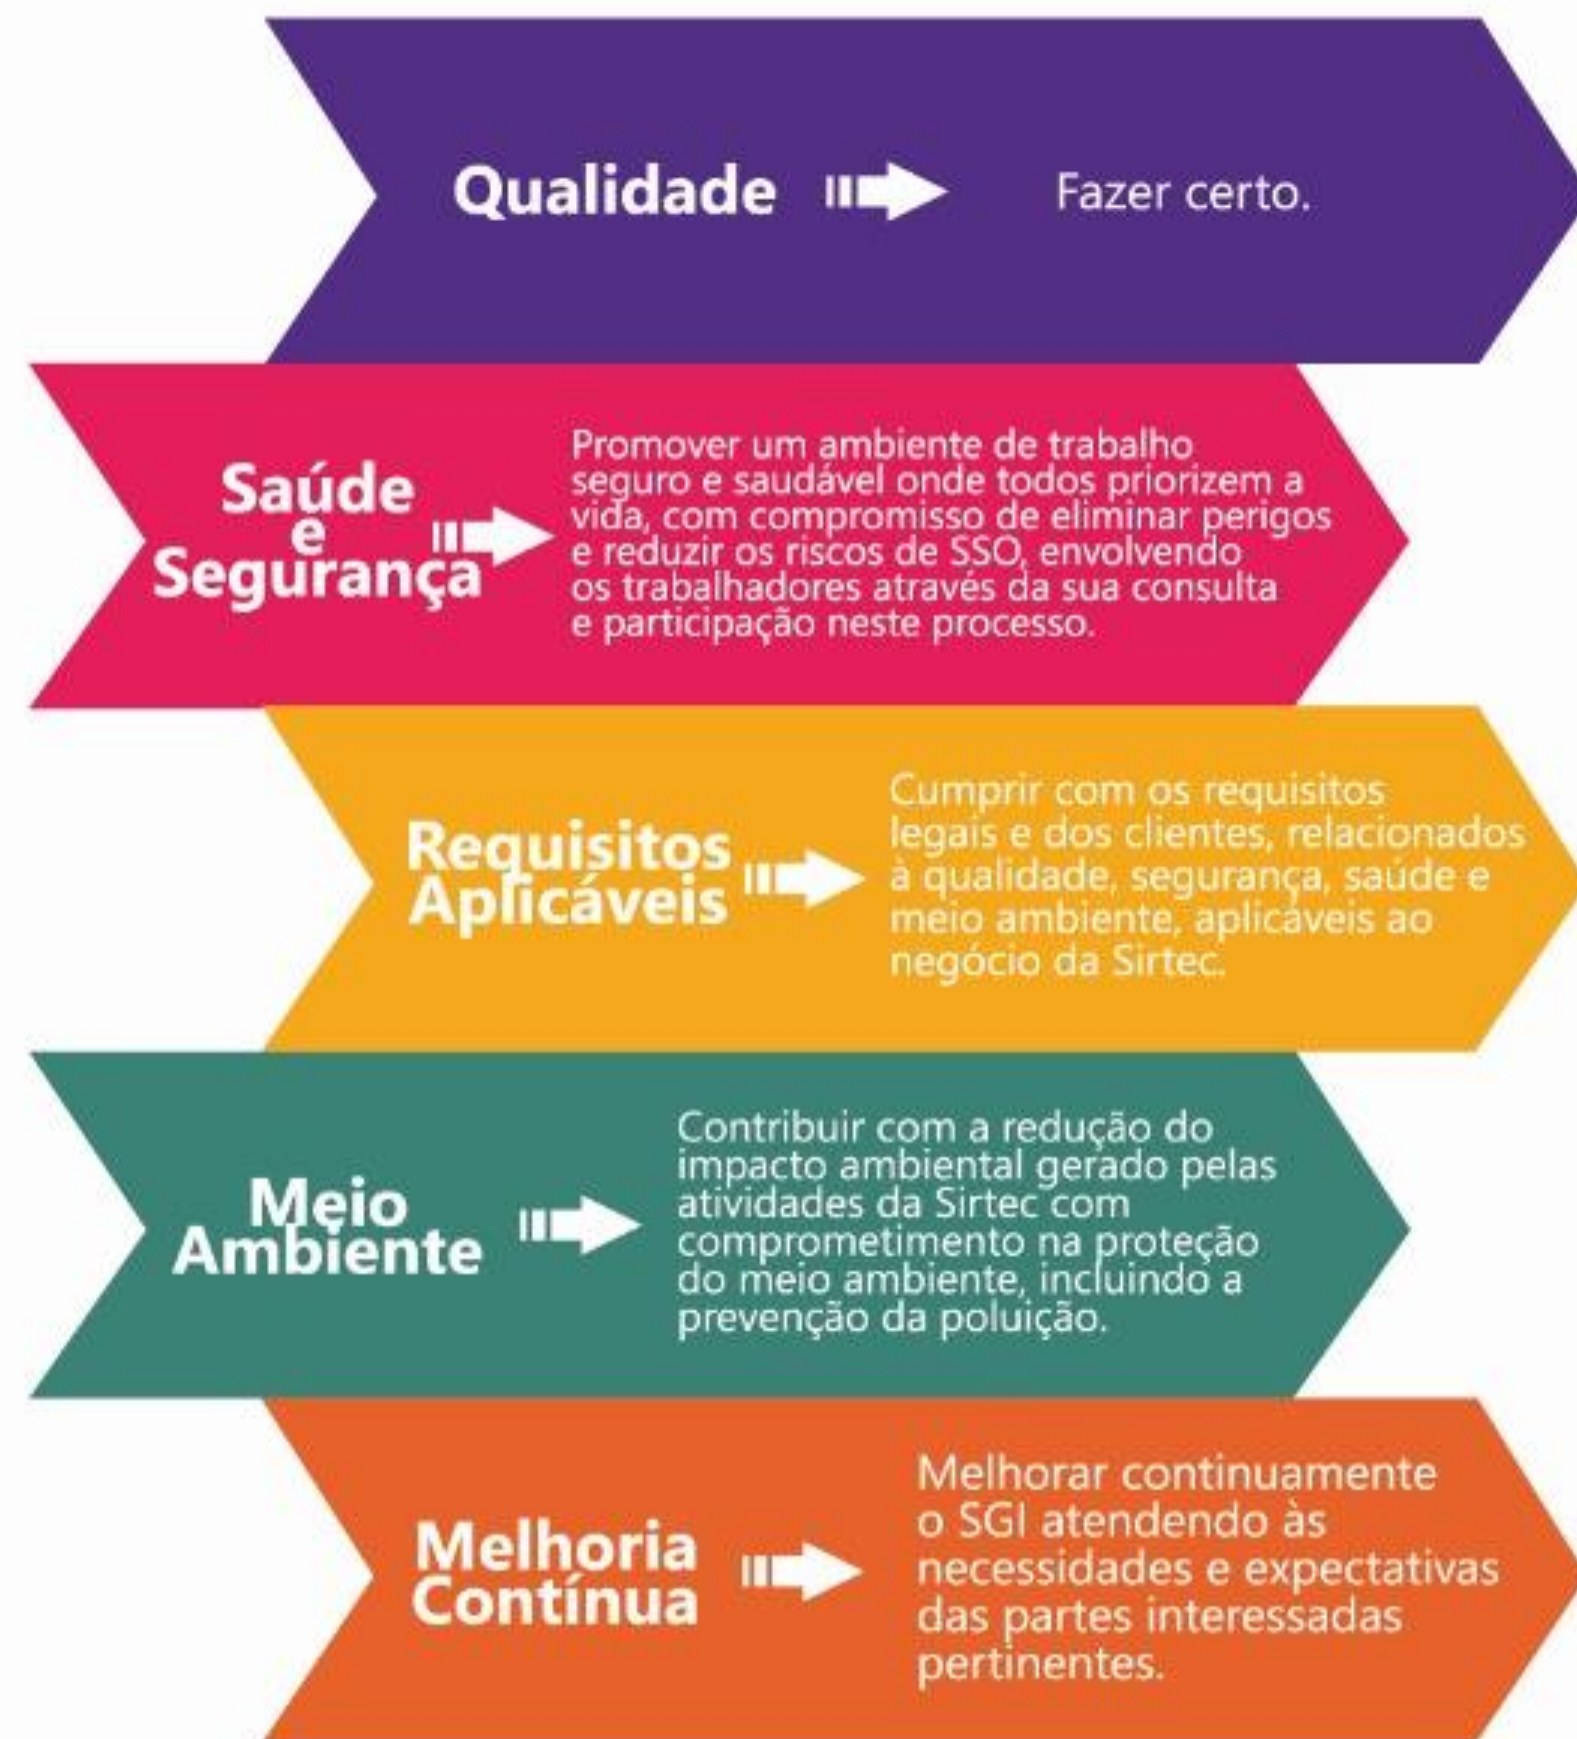 Qualidade
Fazer certo.
Saúde
e
Segurança
Promover um ambiente de trabalho
seguro e saudável onde todos priorizem a
vida, com compromisso de eliminar perigos
e reduzir os riscos de SSO, envolvendo
os trabalhadores através da sua consulta
e participação neste processo.
Requisitos
Aplicáveis
Cumprir com os requisitos
legais e dos clientes, relacionados
à qualidade, segurança, saúde e
meio ambiente, aplicáveis ao
negócio da Sirtec.
Meio
Ambiente
Contribuir com a redução do
impacto ambiental gerado pelas
atividades da Sirtec com
comprometimento na proteção
do meio ambiente, incluindo a
prevenção da poluição.
Melhoria
Contínua
Melhorar continuamente
o SGI atendendo às
necessidades e expectativas
das partes interessadas
pertinentes.